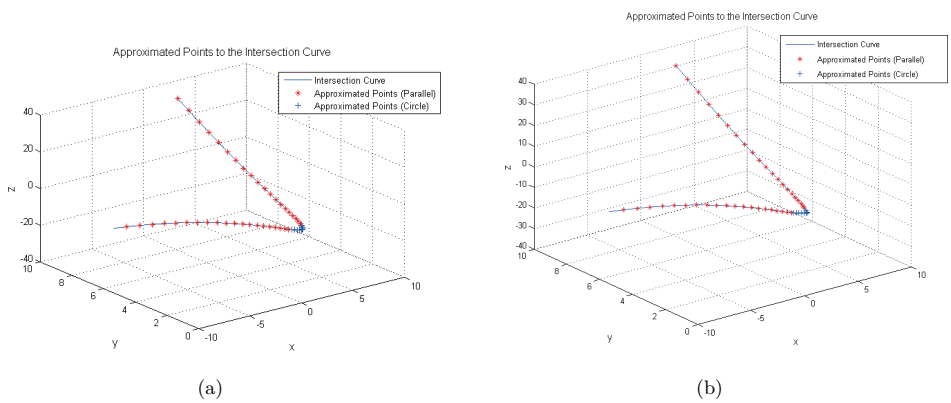 Approximated Points to the Intersection Curve
Intersection Curve
Approximated Points (Parallel)
Approximated Points (Circle)
40
20
0
-20
-40
z
10
8
6
4
2
0
y
-10
-5
0
5
10
x
(a)
Approximated Points to the Intersection Curve
Intersection Curve
Approximated Points (Parallel)
Approximated Points (Circle)
40
30
20
10
0
-10
-20
-30
-40
z
10
8
6
4
2
0
y
-10
-5
0
5
10
x
(b)